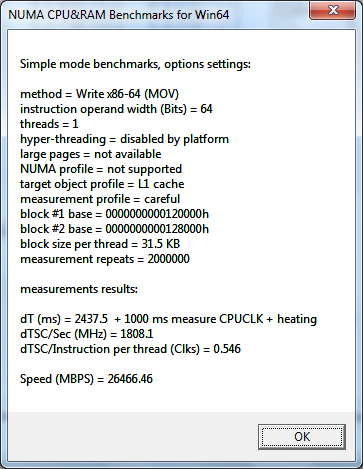 NUMA CPU&RAM Benchmarks for Win64
Simple mode benchmarks, options settings:
method = Write x86-64 (MOV)
instruction operand width (Bits) = 64
threads = 1
hyper-threading = disabled by platform
large pages = not available
NUMA profile = not supported
target object profile = L1 cache
measurement profile = careful
block #1 base = 0000000000120000h
block #2 base = 0000000000128000h
block size per thread = 31.5 KB
measurement repeats = 2000000
measurements results:
dT (ms) = 2437.5  + 1000 ms measure CPUCLK + heating
dTSC/Sec (MHz) = 1808.1
dTSC/Instruction per thread (Clks) = 0.546
Speed (MBPS) = 26466.46
OK